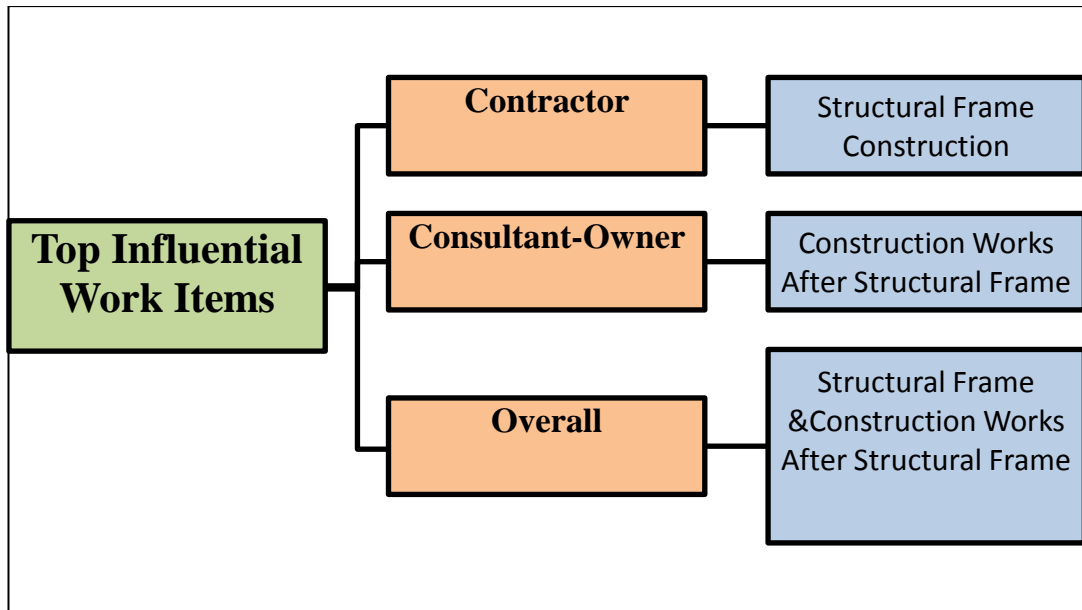 Top Influential
Work Items
Contractor
Structural Frame
Construction
Consultant-Owner
Construction Works
After Structural Frame
Overall
Structural Frame
&Construction Works
After Structural Frame